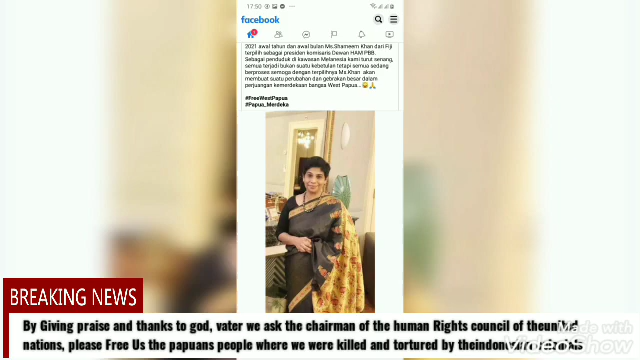 17.50
facebook
2021 awal tahun dan awal bulan Ms.Shameem Khan dari Fiji
terpilih sebagai presiden komisaris Dewan HAM PBB.
Sebagai penduduk di kawasan Melanesia kami turut senang,
semua terjadi bukan suatu kebetulan tetapi semua sedang
berproses semoga dengan terpilihnya Ms.Khan akan
membuat suatu perubahan dan gebrakan besar dalam
perjuangan kemerdekaan bangsa West Papua...
#FreeWestPapua
#Papua_Merdeka
BREAKING NEWS
By Giving praise and thanks to god, vater we ask the chairman of the human Rights council of
nations, please Free Us the papuans people where we were killed and tortured by
Made with
VideoShow